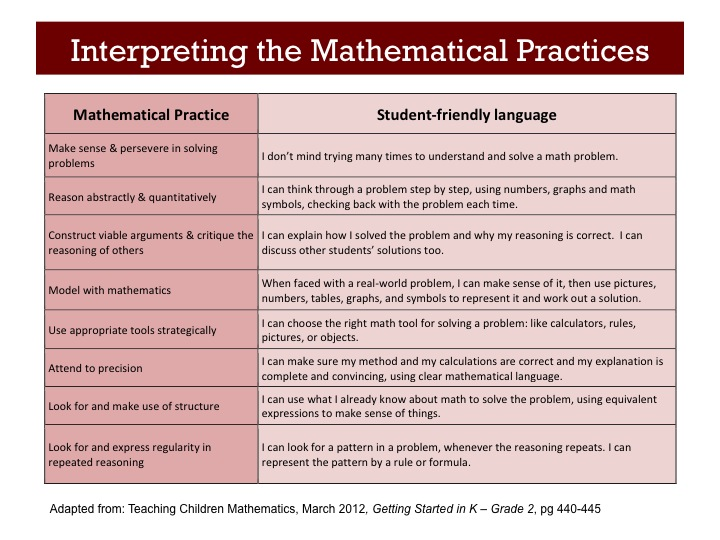 Interpreting the Mathematical Practices
Mathematical Practice
Student-friendly language
Make sense & persevere in solving
problems
I don’t mind trying many times to understand and solve a math problem.
Reason abstractly & quantitatively
I can think through a problem step by step, using numbers, graphs and math
symbols, checking back with the problem each time.
Construct viable arguments & critique the
reasoning of others
I can explain how I solved the problem and why my reasoning is correct.  I can
discuss other students’ solutions too.
Model with mathematics
When faced with a real-world problem, I can make sense of it, then use pictures,
numbers, tables, graphs, and symbols to represent it and work out a solution.
Use appropriate tools strategically
I can choose the right math tool for solving a problem: like calculators, rules,
pictures, or objects.
Attend to precision
I can make sure my method and my calculations are correct and my explanation is
complete and convincing, using clear mathematical language.
Look for and make use of structure
I can use what I already know about math to solve the problem, using equivalent
expressions to make sense of things.
Look for and express regularity in
repeated reasoning
I can look for a pattern in a problem, whenever the reasoning repeats. I can
represent the pattern by a rule or formula.
Adapted from: Teaching Children Mathematics, March 2012, Getting Started in K – Grade 2, pg 440-445